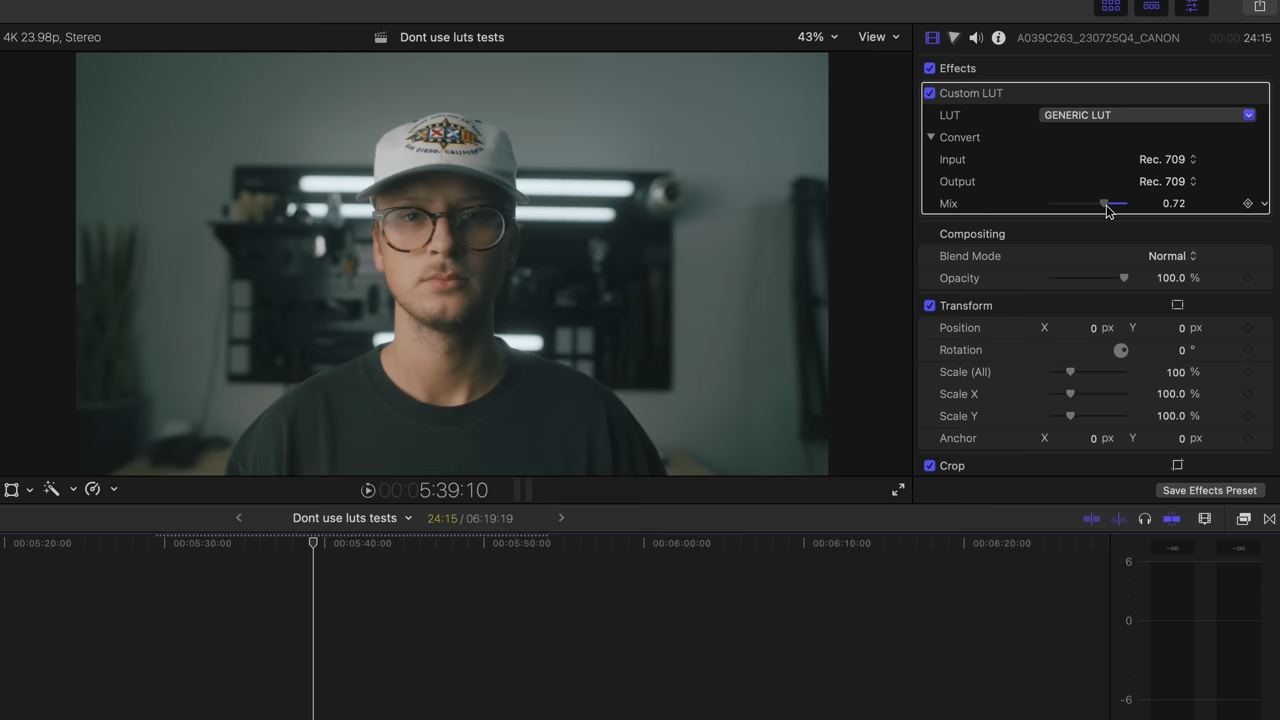 4K 23.98p, Stereo
Dont use luts tests
43%
View
A039C263_230725Q4_CANON
00:00:24:15
Effects
Custom LUT
LUT GENERIC LUT
Convert
Input Rec. 709
Output Rec. 709
Mix 0.72
Compositing
Blend Mode Normal
Opacity 100.0 %
Transform
Position X 0 px Y 0 px
Rotation 0 °
Scale (All) 100 %
Scale X 100.0 %
Scale Y 100.0 %
Anchor X 0 px Y 0 px
Crop
Save Effects Preset
00:05:39:10
Dont use luts tests
24:15 / 06:19:19
00:05:20:00 00:05:30:00 00:05:40:00 00:05:50:00 00:06:00:00 00:06:10:00 00:06:20:00
-∞ -∞
6
0
-6